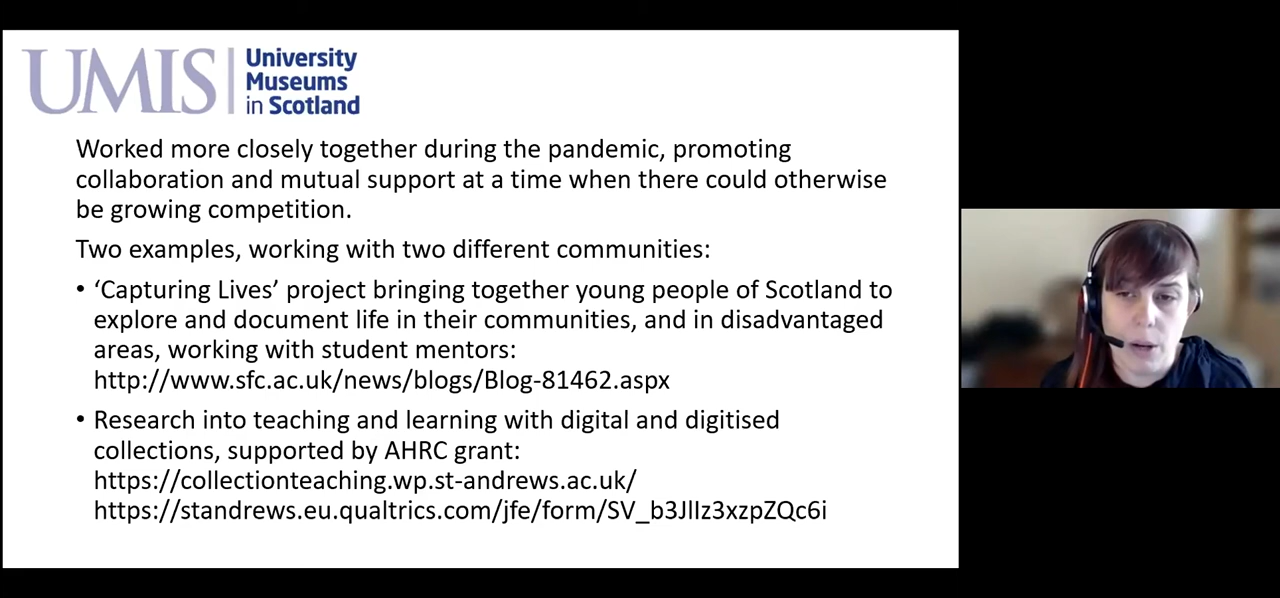 UMIS
University
Museums
in Scotland
Worked more closely together during the pandemic, promoting
collaboration and mutual support at a time when there could otherwise
be growing competition.
Two examples, working with two different communities:
• ‘Capturing Lives’ project bringing together young people of Scotland to
explore and document life in their communities, and in disadvantaged
areas, working with student mentors:
http://www.sfc.ac.uk/news/blogs/Blog-81462.aspx
• Research into teaching and learning with digital and digitised
collections, supported by AHRC grant:
https://collectionteaching.wp.st-andrews.ac.uk/
https://standrews.eu.qualtrics.com/jfe/form/SV_b3JlIz3xzpZQc6i